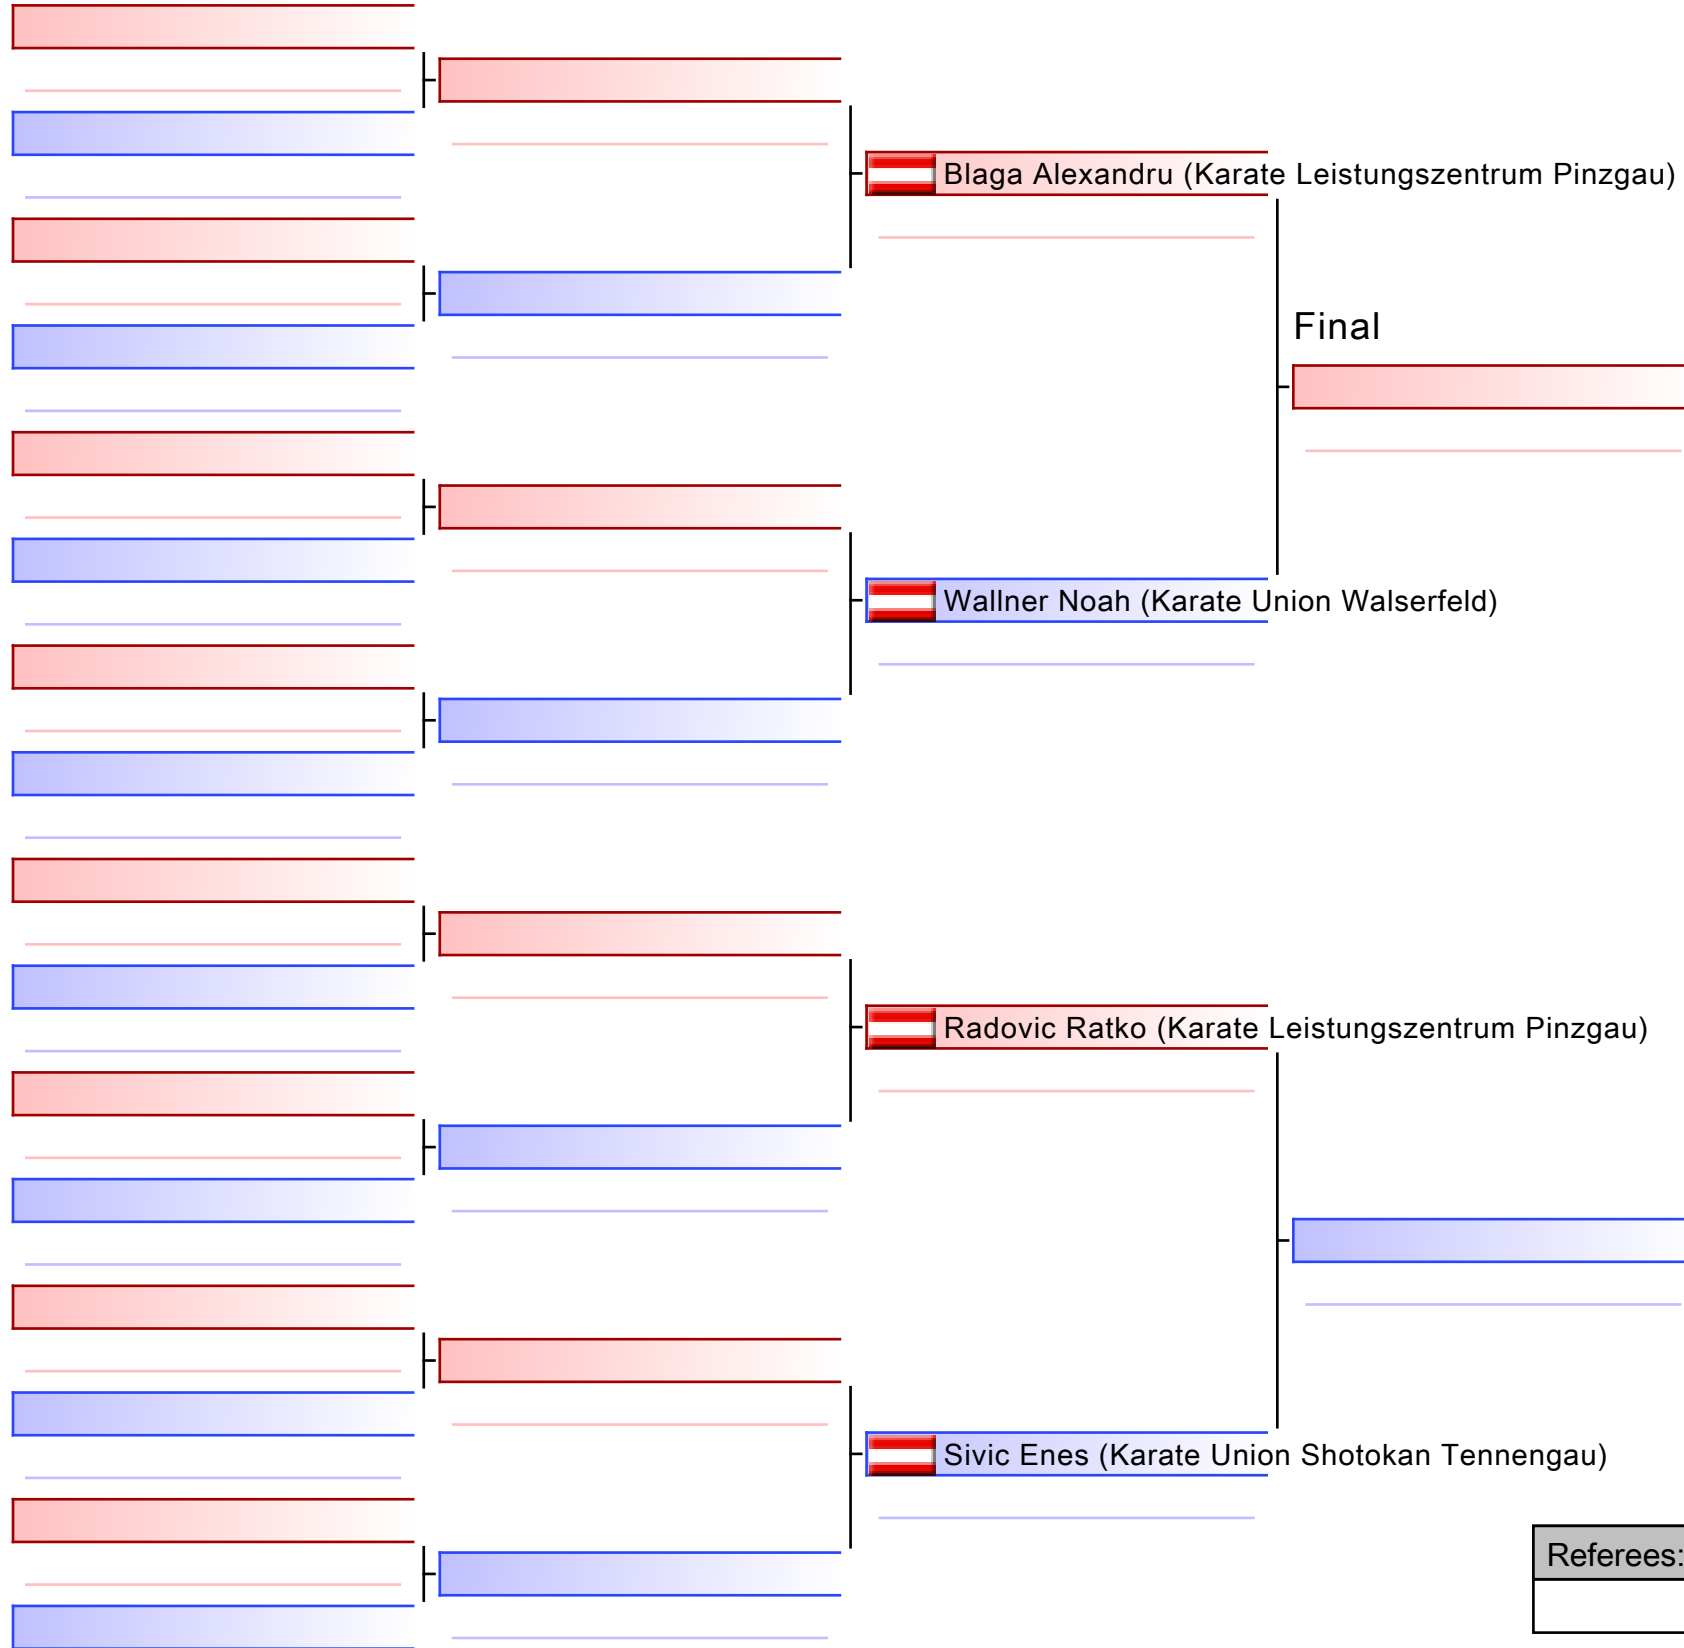 Blaga Alexandru (Karate Leistungszentrum Pinzgau)
Final
Wallner Noah (Karate Union Walserfeld)
Radovic Ratko (Karate Leistungszentrum Pinzgau)
Sivic Enes (Karate Union Shotokan Tennengau)
Referees: